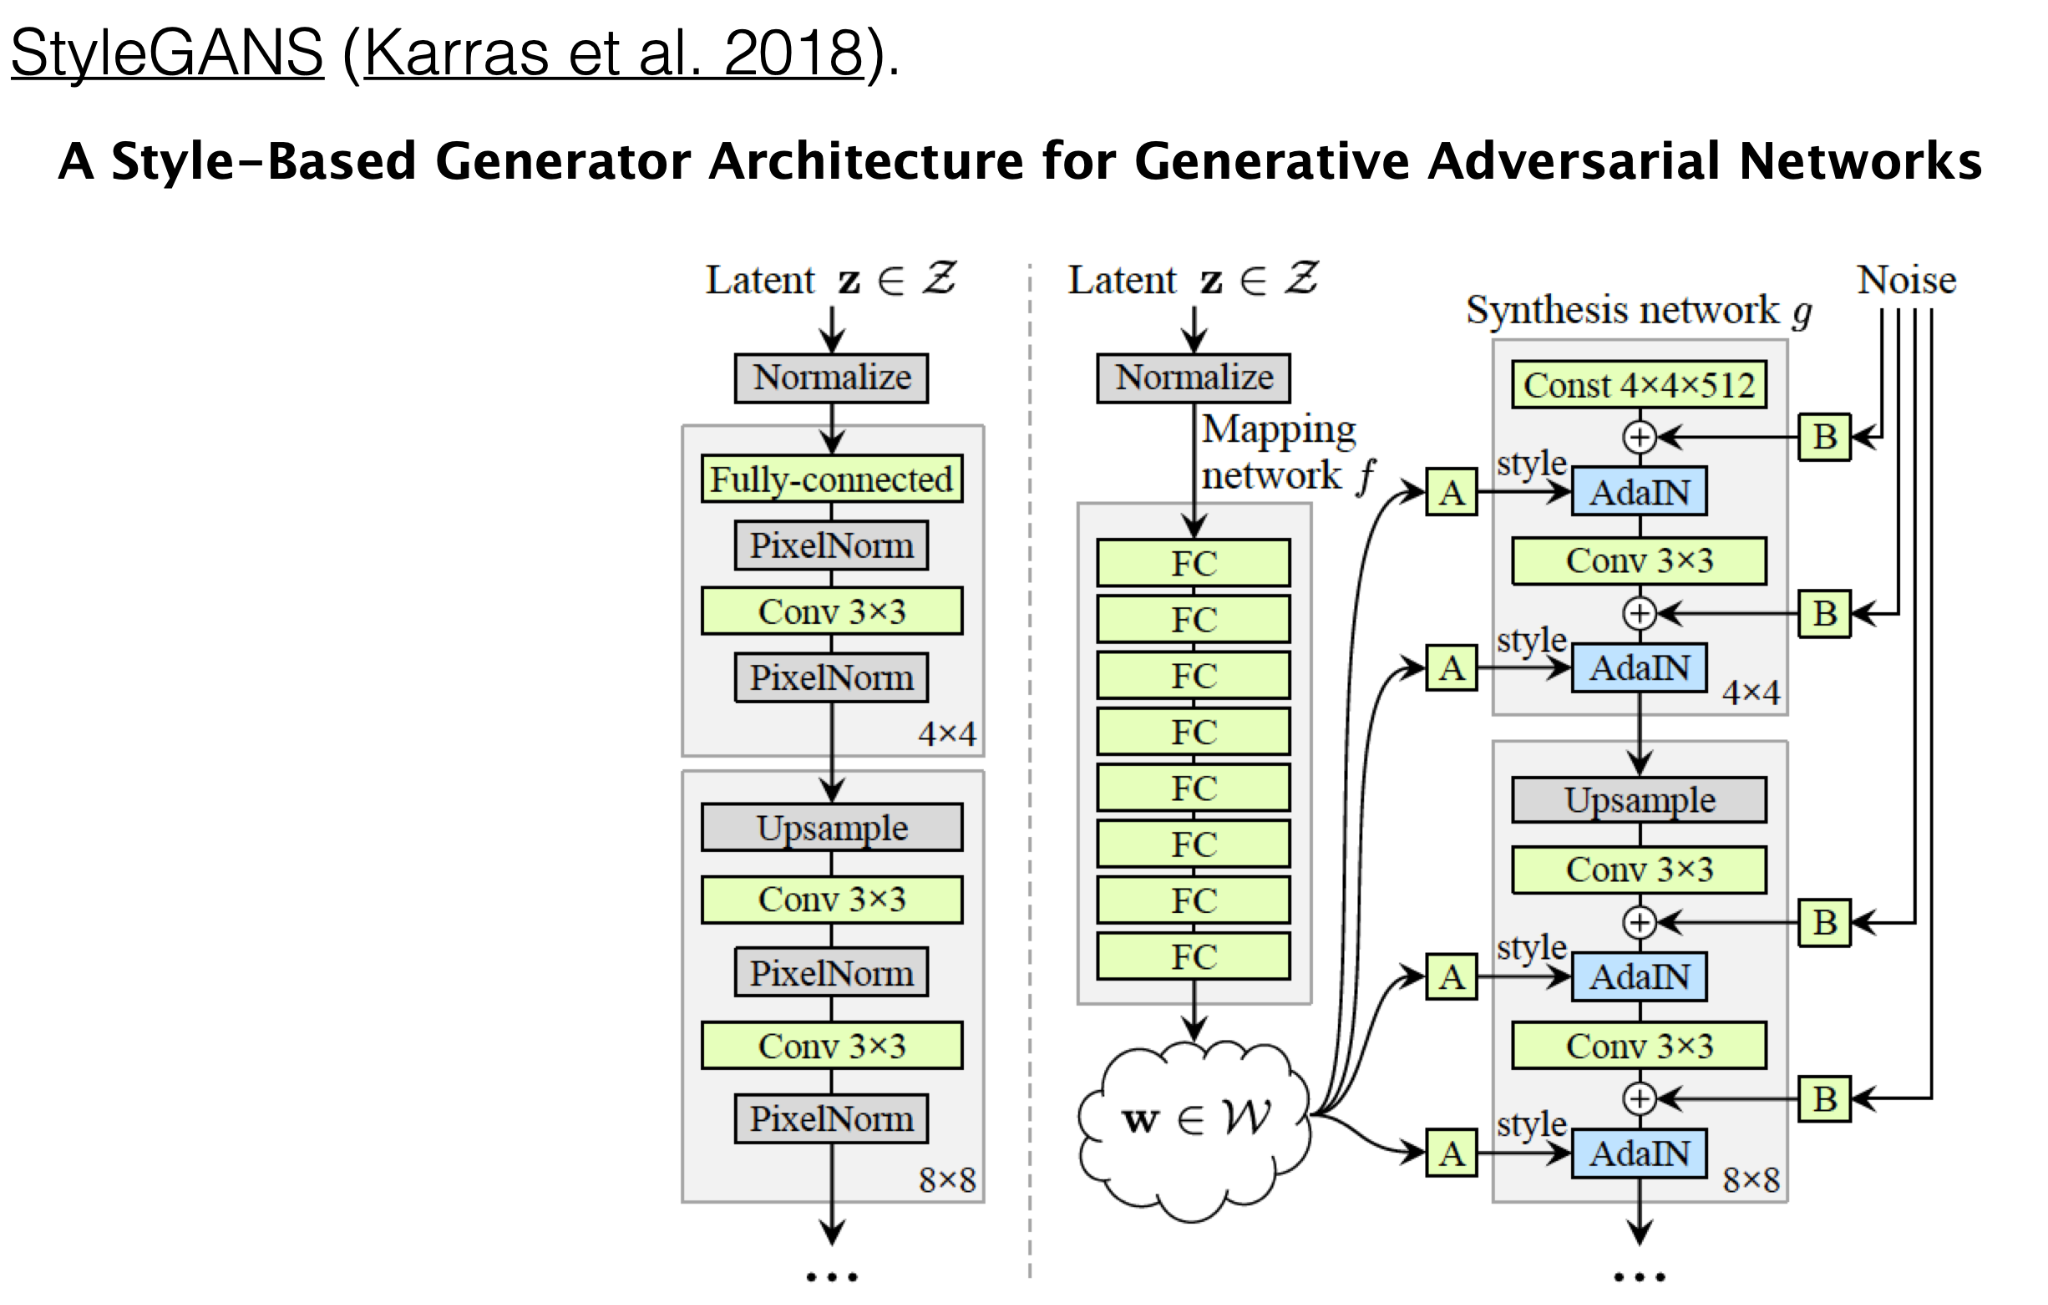 StyleGANS (Karras et al. 2018).
A Style-Based Generator Architecture for Generative Adversarial Networks
Latent z ∈ 𝒵
Normalize
Fully-connected
PixelNorm
Conv 3×3
PixelNorm
4×4
Upsample
Conv 3×3
PixelNorm
Conv 3×3
PixelNorm
8×8
...
Latent z ∈ 𝒵
Normalize
Mapping
network f
FC
FC
FC
FC
FC
FC
FC
FC
w ∈ 𝒲
A
A
A
A
Synthesis network g
Noise
Const 4×4×512
+
B
style
AdaIN
Conv 3×3
+
B
style
AdaIN
4×4
Upsample
Conv 3×3
+
B
style
AdaIN
Conv 3×3
+
B
style
AdaIN
8×8
...